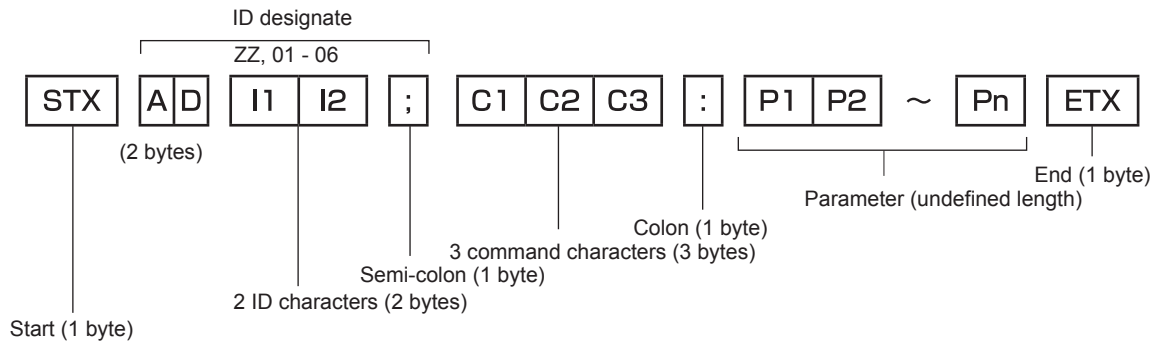 ID designate
ZZ, 01 - 06
STX A D I1 I2 ; C1 C2 C3 : P1 P2 ~ Pn ETX
(2 bytes)
End (1 byte)
Parameter (undefined length)
Colon (1 byte)
3 command characters (3 bytes)
Semi-colon (1 byte)
2 ID characters (2 bytes)
Start (1 byte)